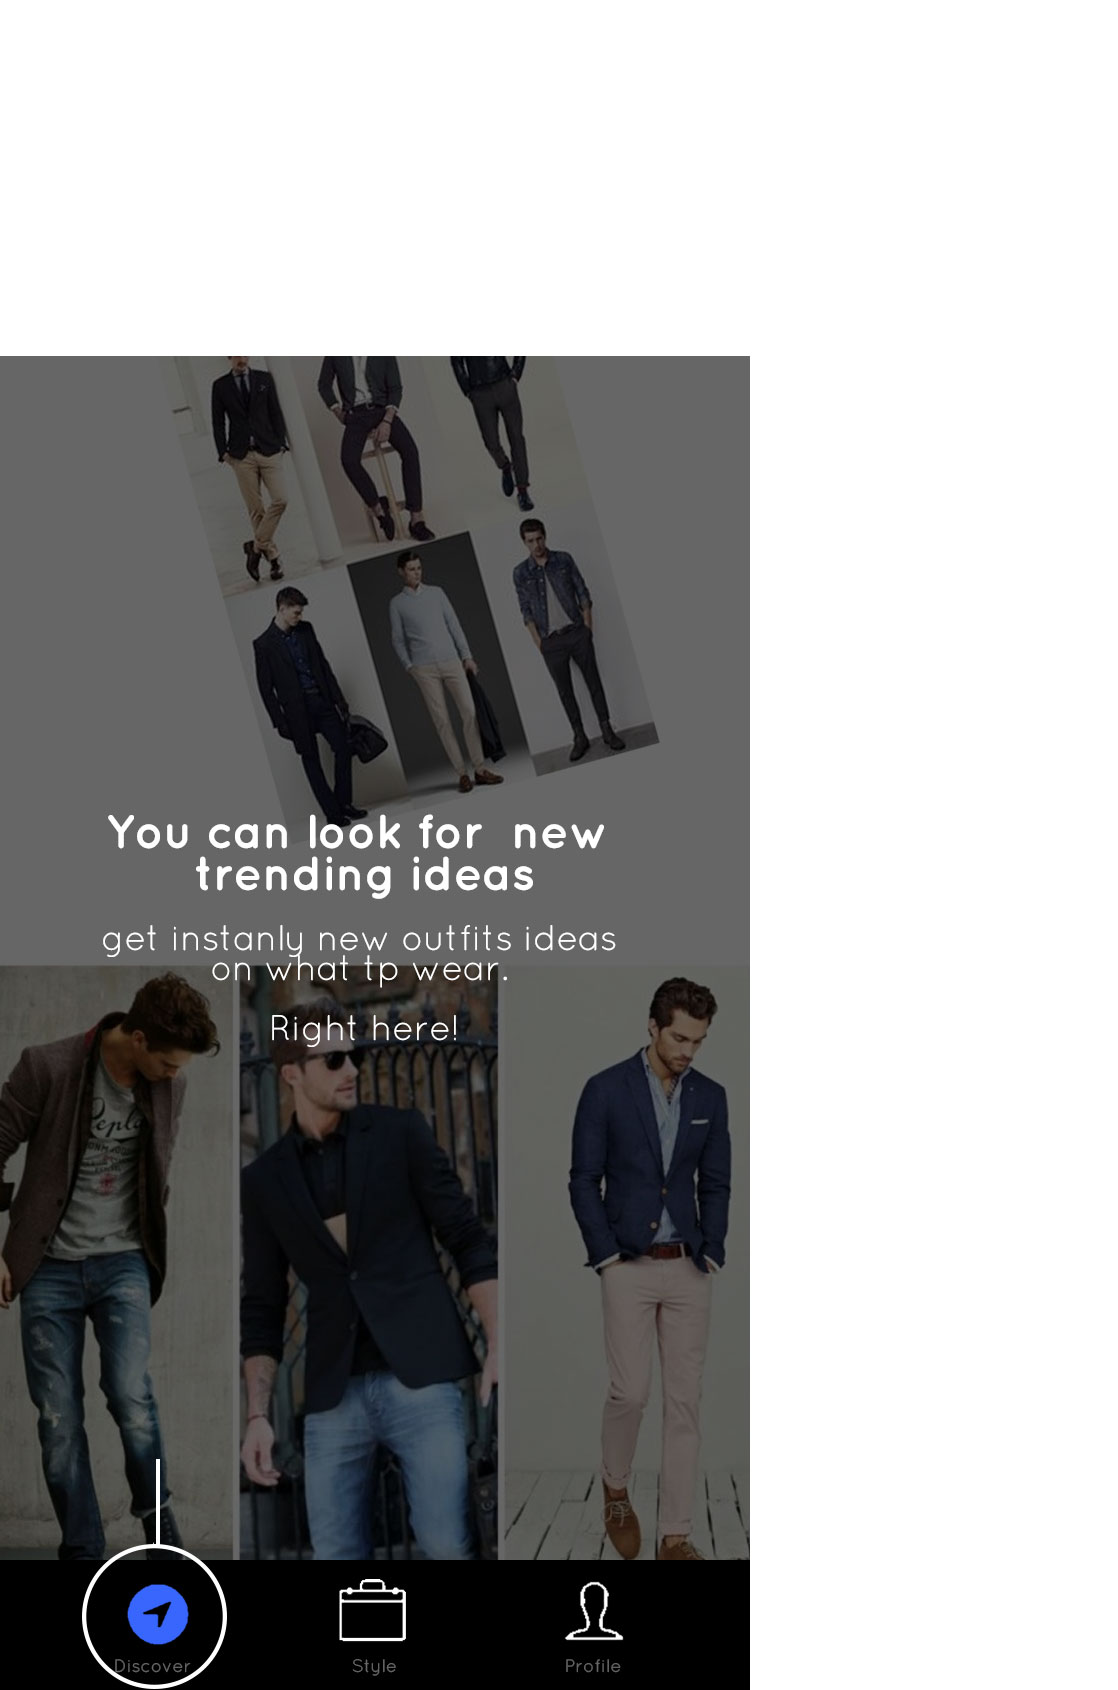 You can look for new
trending ideas
get instanly new outfits ideas
on what tp wear.
Right here!
Discover
Style
Profile